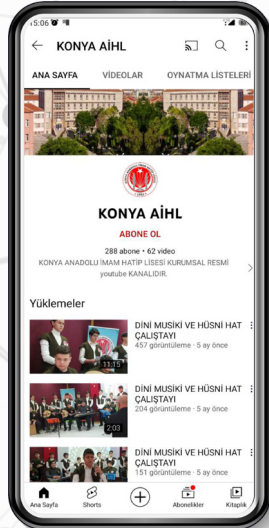 15:06
KONYA AİHL
ANA SAYFA VİDEOLAR OYNATMA LİSTELERİ
KONYA AİHL
ABONE OL
288 abone • 62 video
KONYA ANADOLU İMAM HATİP LİSESİ KURUMSAL RESMİ
youtube KANALIDIR.
Yüklemeler
DİNİ MUSİKİ VE HÜSNİ HAT
ÇALIŞTAYI
457 görüntüleme · 5 ay önce
11:15
DİNİ MUSİKİ VE HÜSNİ HAT
ÇALIŞTAYI
204 görüntüleme · 5 ay önce
2:03
DİNİ MUSİKİ VE HÜSNİ HAT
ÇALIŞTAYI
151 görüntüleme · 5 ay önce
Ana Sayfa Shorts Abonelikler Kitaplık